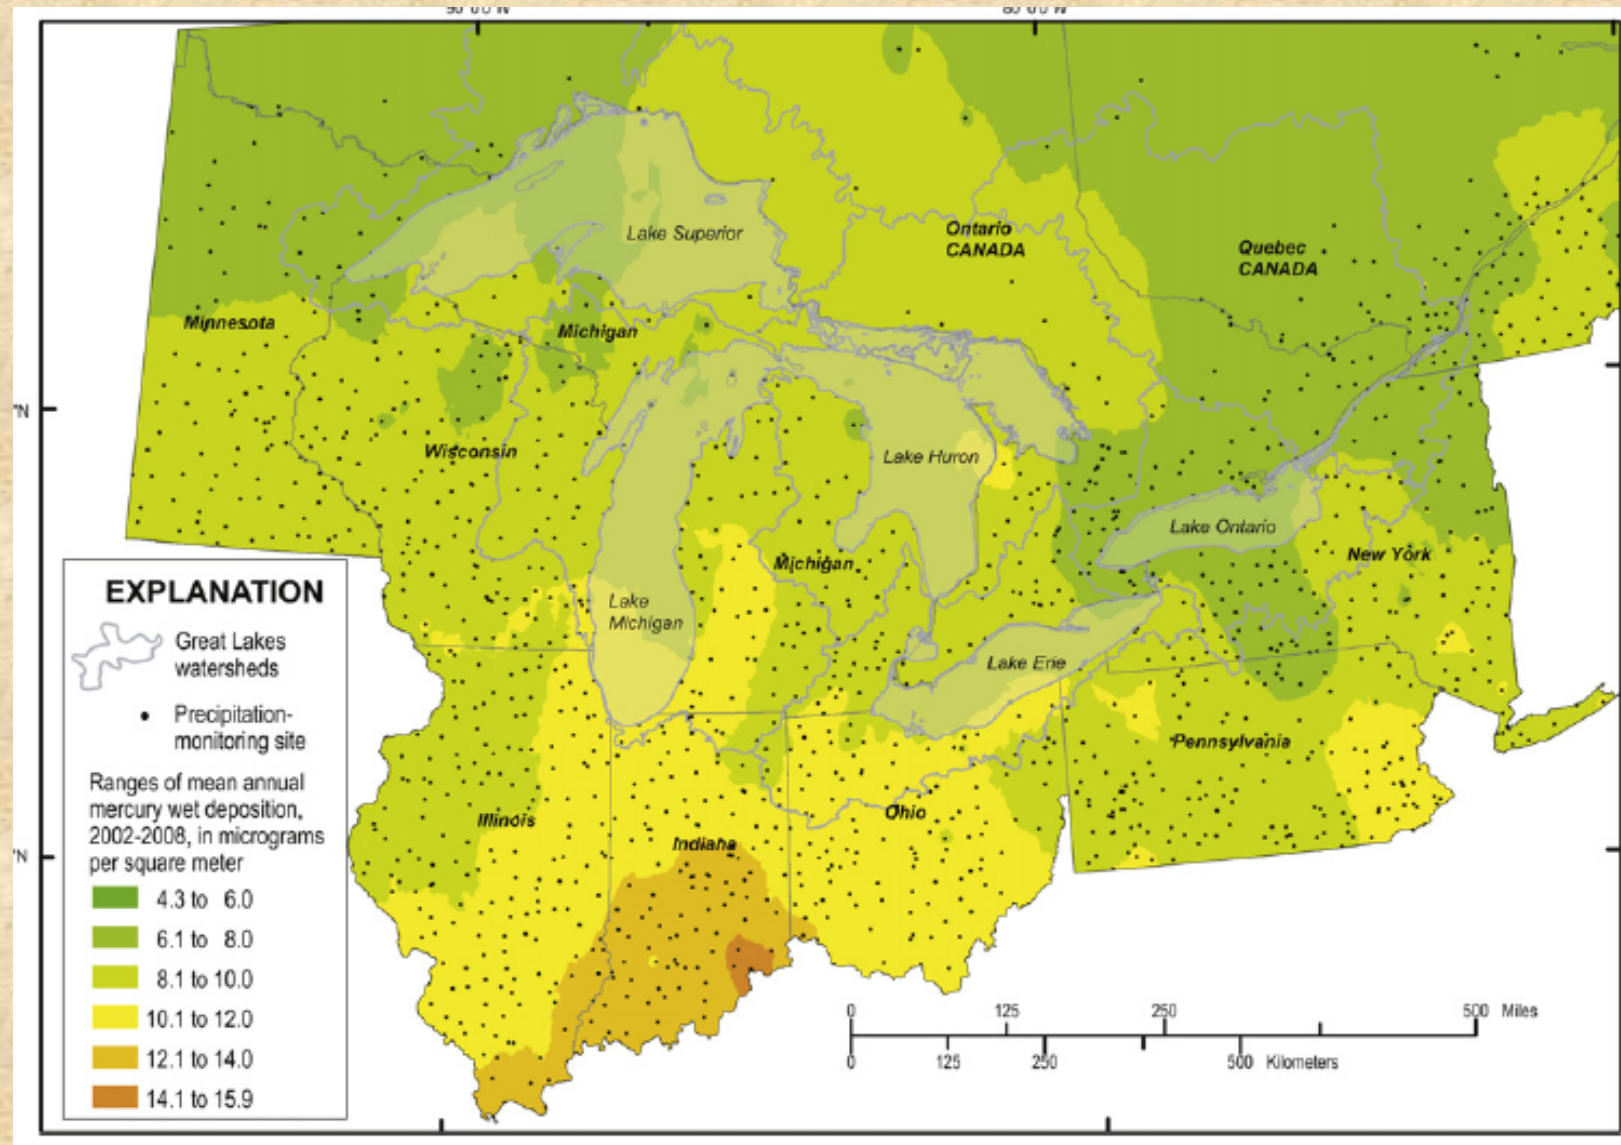 Lake Superior
Ontario
CANADA
Quebec
CANADA
Minnesota
Michigan
°N
Wisconsin
Lake Huron
Lake Ontario
New York
Michigan
Lake
Michigan
Lake Erie
Pennsylvania
Illinois
Ohio
Indiana
°N
EXPLANATION
Great Lakes
watersheds
Precipitation-
monitoring site
Ranges of mean annual
mercury wet deposition,
2002-2008, in micrograms
per square meter
4.3 to 6.0
6.1 to 8.0
8.1 to 10.0
10.1 to 12.0
12.1 to 14.0
14.1 to 15.9
0 125 250 500 Miles
0 125 250 500 Kilometers